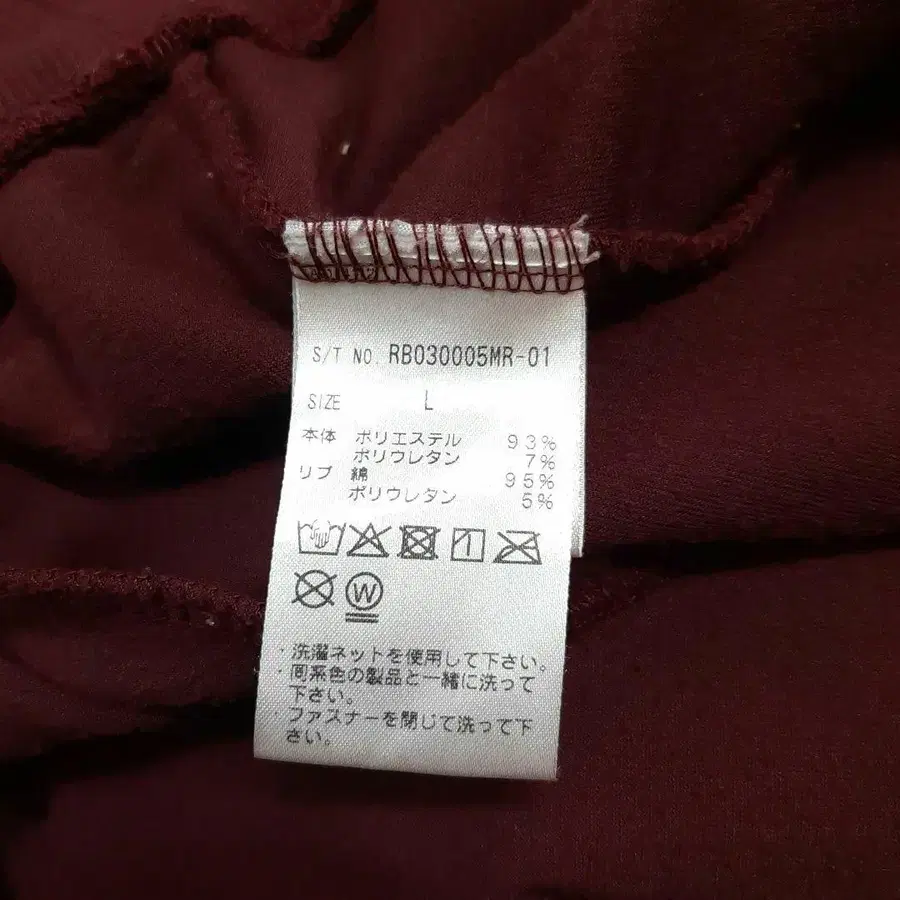 S/T NO. RB030005MR-01
SIZE L
本体 ポリエステル 93%
ポリウレタン 7%
リブ 綿 95%
ポリウレタン 5%
W
・洗濯ネットを使用して下さい。
・同系色の製品と一緒に洗って
下さい。
・ファスナーを閉じて洗って下
さい。